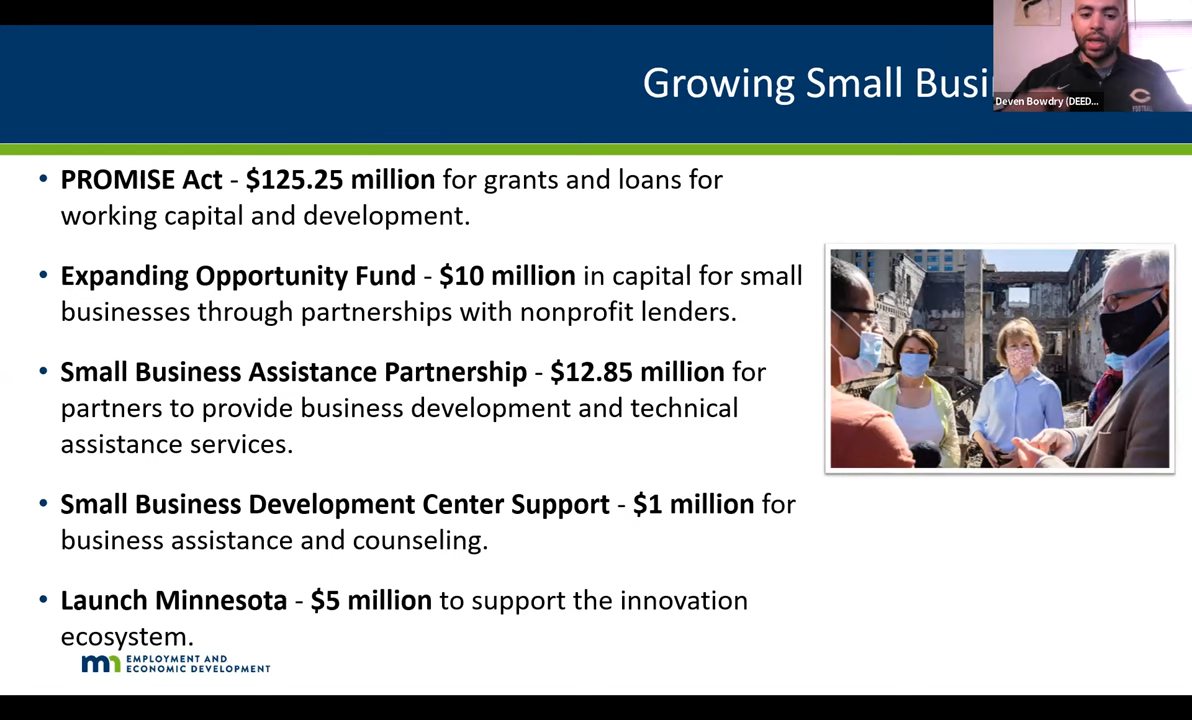 Growing Small Busi
Deven Bowdry (DEED...
• PROMISE Act - $125.25 million for grants and loans for
working capital and development.
• Expanding Opportunity Fund - $10 million in capital for small
businesses through partnerships with nonprofit lenders.
• Small Business Assistance Partnership - $12.85 million for
partners to provide business development and technical
assistance services.
• Small Business Development Center Support - $1 million for
business assistance and counseling.
• Launch Minnesota - $5 million to support the innovation
ecosystem.
mn EMPLOYMENT AND
ECONOMIC DEVELOPMENT